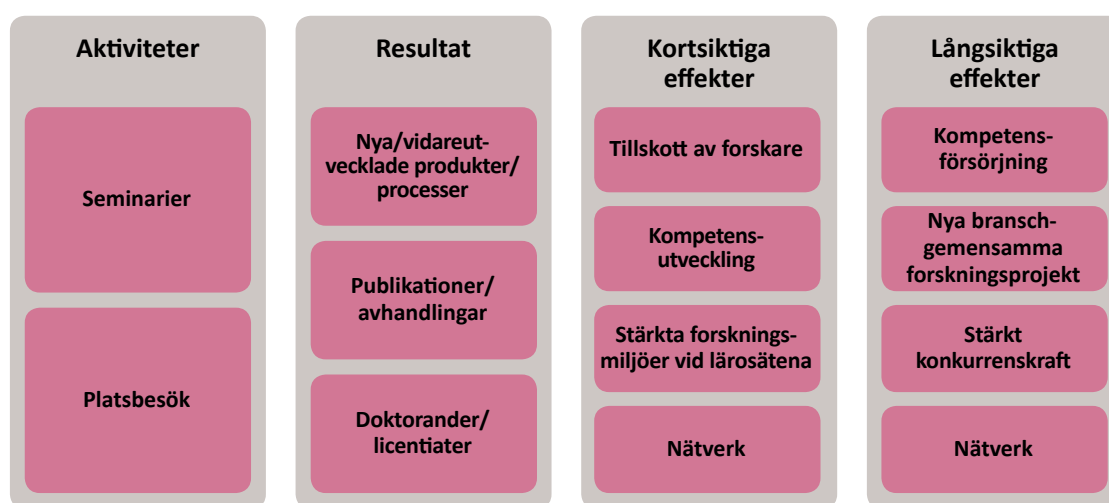 Aktiviteter
Seminarier
Platsbesök
Resultat
Nya/vidareut-
vecklade produkter/
processer
Publikationer/
avhandlingar
Doktorander/
licentiater
Kortsiktiga
effekter
Tillskott av forskare
Kompetens-
utveckling
Stärkta forsknings-
miljöer vid lärosätena
Nätverk
Långsiktiga
effekter
Kompetens-
försörjning
Nya bransch-
gemensamma
forskningsprojekt
Stärkt
konkurrenskraft
Nätverk